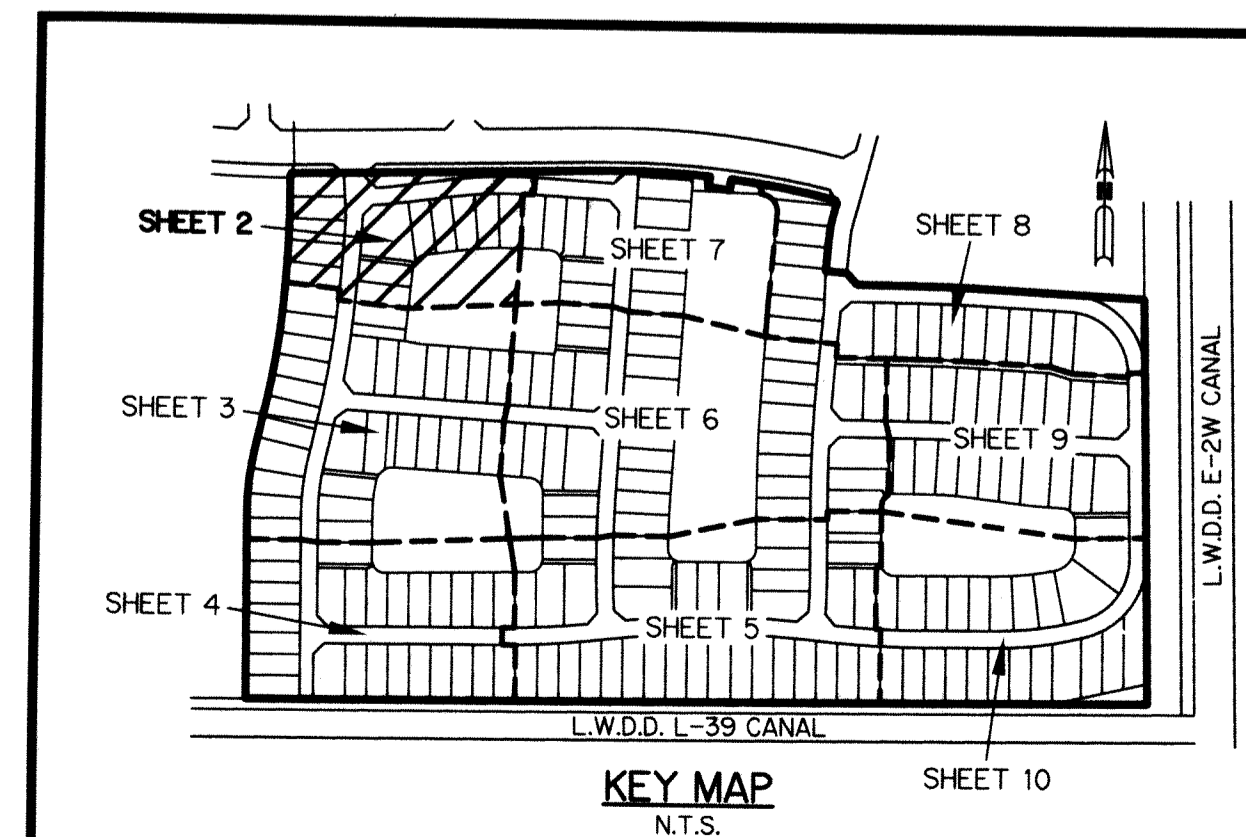 SHEET 2
SHEET 7
SHEET 8
SHEET 3
SHEET 6
SHEET 9
L.W.D.D. E-2W CANAL
SHEET 4
SHEET 5
L.W.D.D. L-39 CANAL
SHEET 10
KEY MAP
N.T.S.